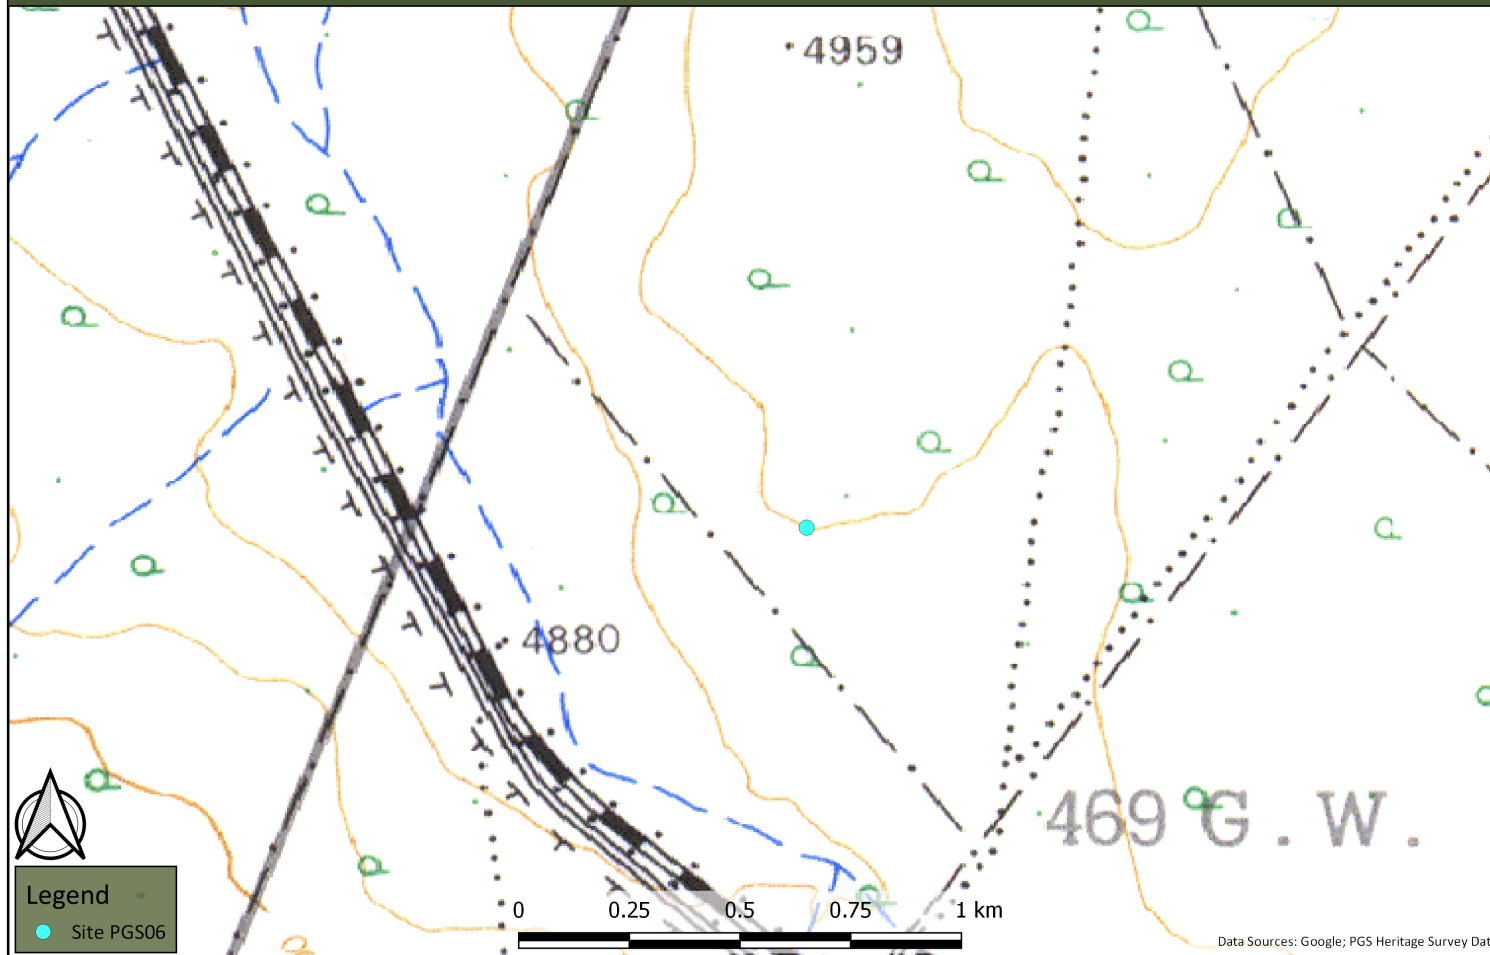 4959
4880
469 G.W.
Legend
Site PGS06
0 0.25 0.5 0.75 1 km
Data Sources: Google; PGS Heritage Survey Dat